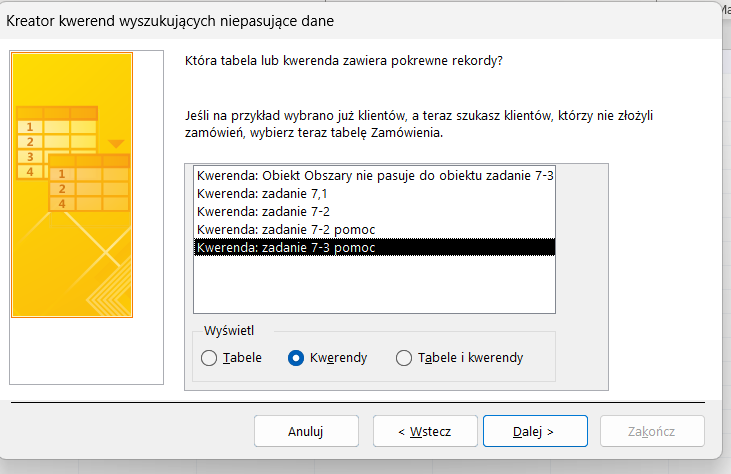 Ma
Kreator kwerend wyszukujących niepasujące dane
Która tabela lub kwerenda zawiera pokrewne rekordy?
1
2
3
4
1
2
3
4
Jeśli na przykład wybrano już klientów, a teraz szukasz klientów, którzy nie złożyli
zamówień, wybierz teraz tabelę Zamówienia.
Kwerenda: Obiekt Obszary nie pasuje do obiektu zadanie 7-3
Kwerenda: zadanie 7,1
Kwerenda: zadanie 7-2
Kwerenda: zadanie 7-2 pomoc
Kwerenda: zadanie 7-3 pomoc
Wyświetl
Tabele
Kwerendy
Tabele i kwerendy
Anuluj
< Wstecz
Dalej >
Zakończ